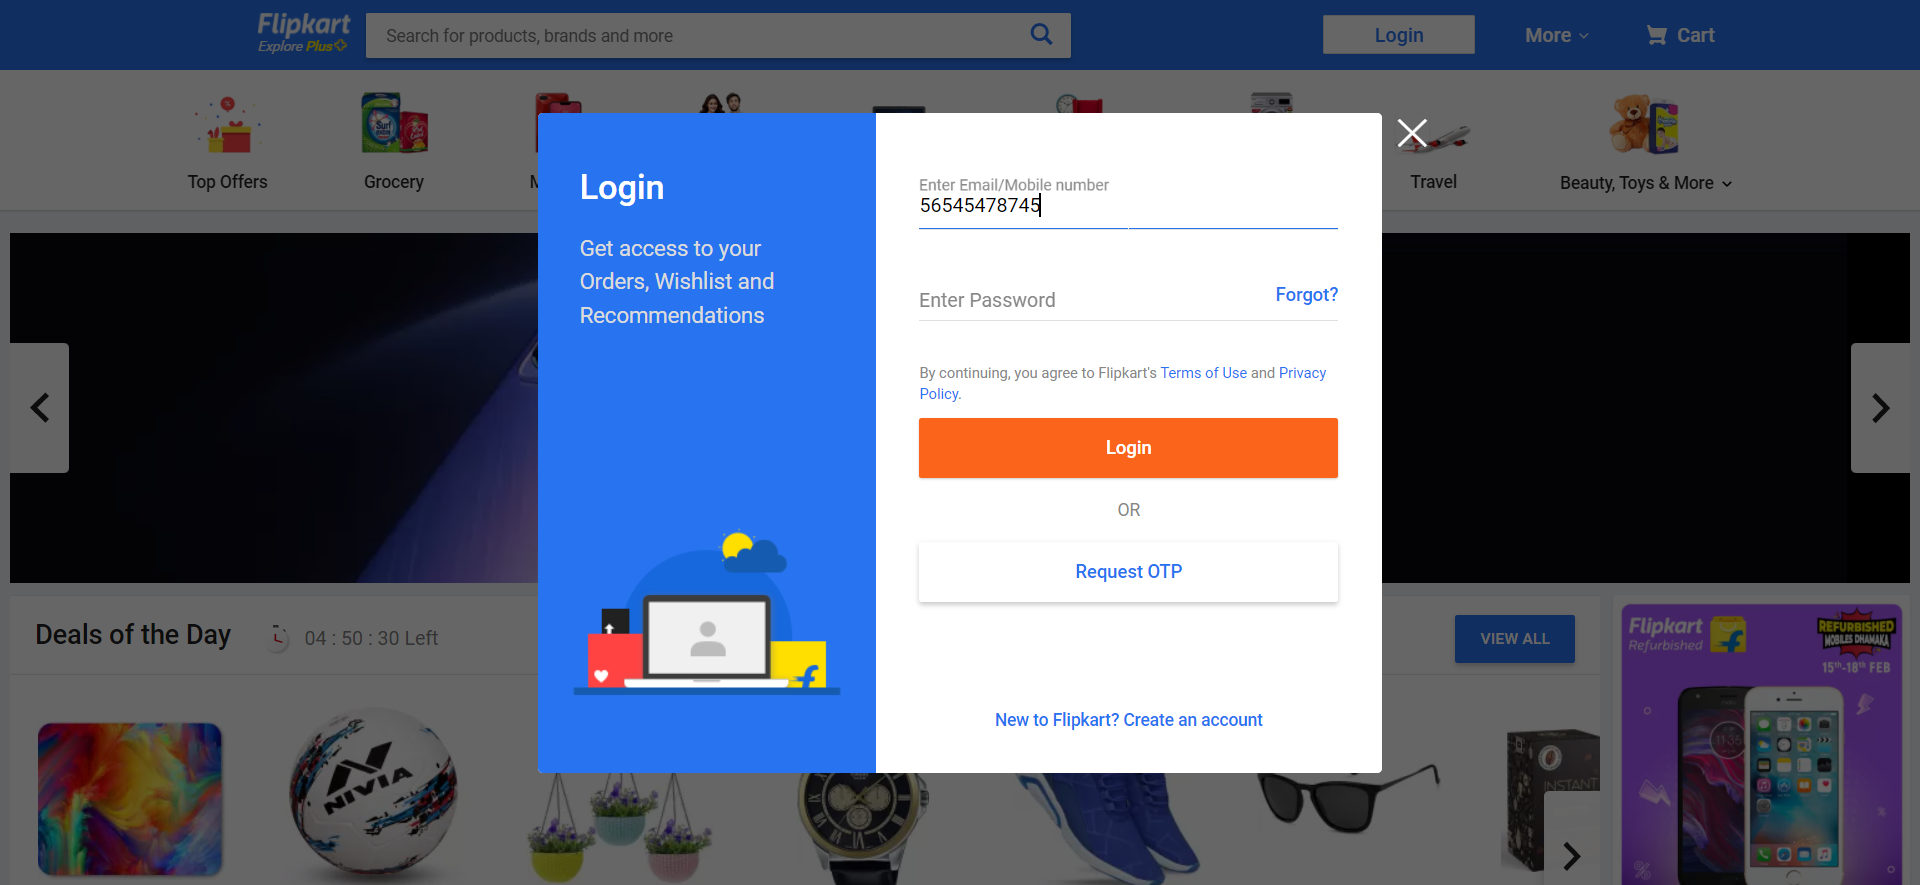 Flipkart
Explore Plus
Search for products, brands and more
Login
More
Cart
Top Offers
Grocery
M
Travel
Beauty, Toys & More
Login
Get access to your
Orders, Wishlist and
Recommendations
Enter Email/Mobile number
56545478745
Enter Password
Forgot?
By continuing, you agree to Flipkart's Terms of Use and Privacy
Policy.
Login
OR
Request OTP
New to Flipkart? Create an account
Deals of the Day
04 : 50 : 30 Left
VIEW ALL
Flipkart
Refurbished
REFURBISHED
MOBILES DHAMAKA
15th-18th FEB
NIVIA
INSTANT
11:35